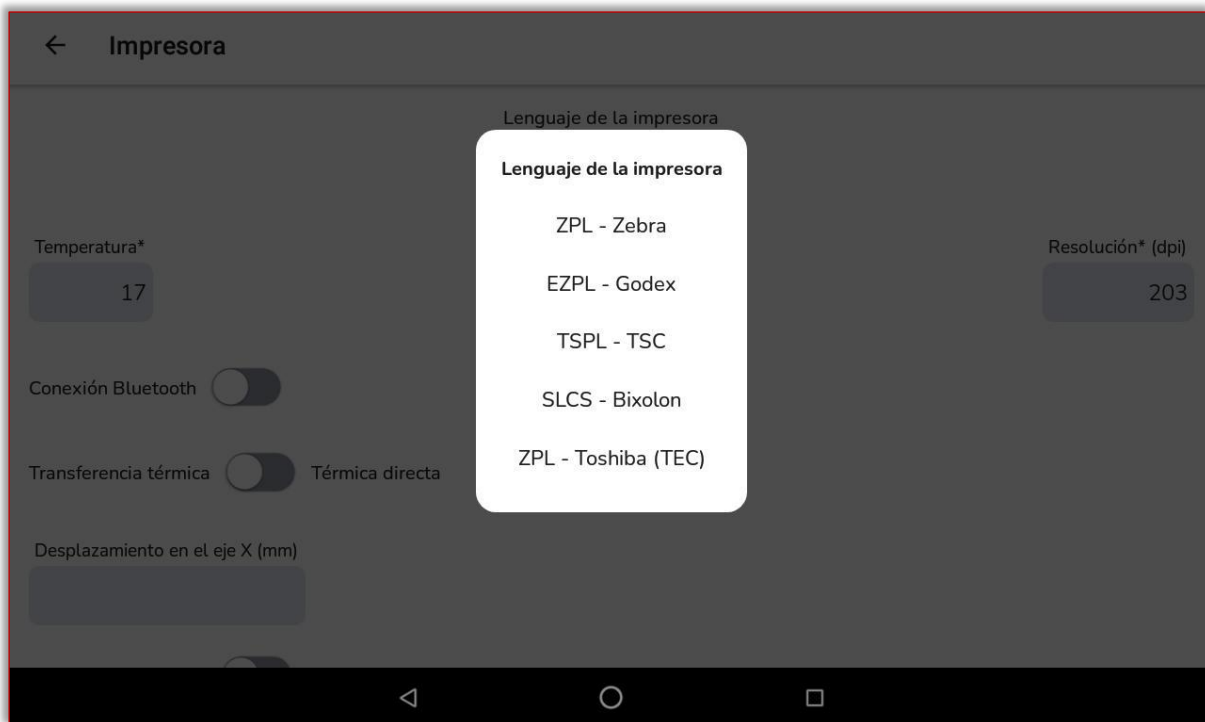 Impresora
Lenguaje de la impresora
Lenguaje de la impresora
ZPL - Zebra
EZPL - Godex
TSPL - TSC
SLCS - Bixolon
ZPL - Toshiba (TEC)
Temperatura*
17
Resolución* (dpi)
203
Conexión Bluetooth
Transferencia térmica Térmica directa
Desplazamiento en el eje X (mm)